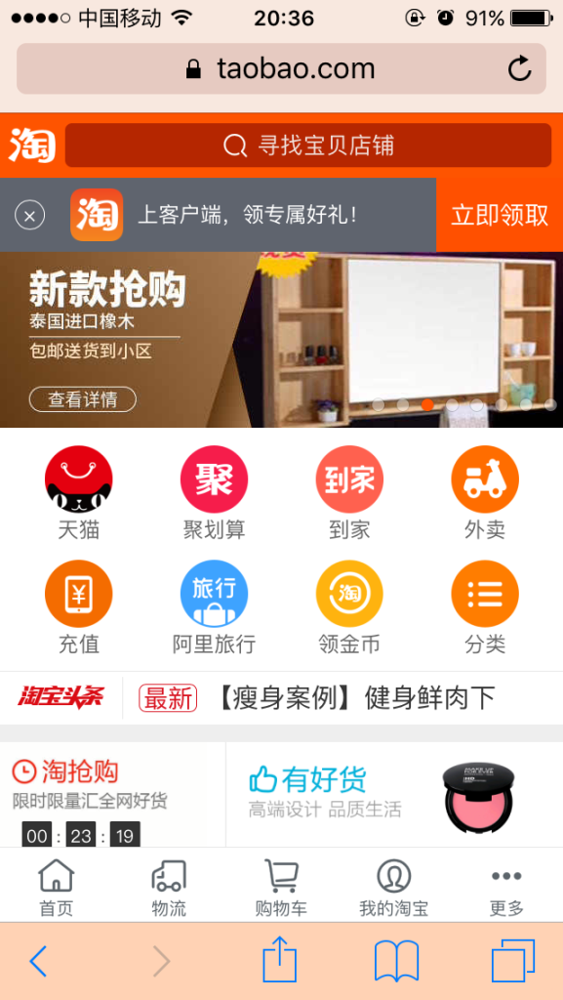 中国移动 20:36 91%
taobao.com
淘 寻找宝贝店铺
淘 上客户端，领专属好礼！ 立即领取
新款抢购
泰国进口橡木
包邮送货到小区
查看详情
聚 到家
天猫 聚划算 到家 外卖
¥ 旅行 淘
充值 阿里旅行 领金币 分类
淘宝头条 最新 【瘦身案例】健身鲜肉下
淘抢购
限时限量汇全网好货
00 : 23 : 19
有好货
高端设计 品质生活
首页 物流 购物车 我的淘宝 更多